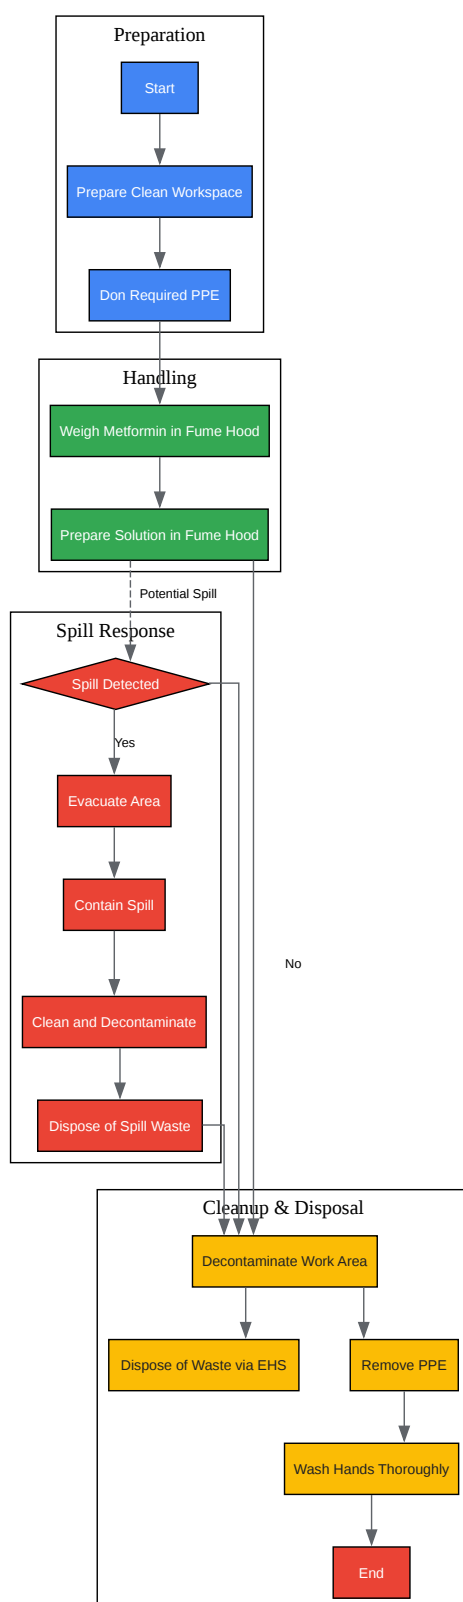 Preparation
Start
Prepare Clean Workspace
Don Required PPE
Handling
Weigh Metformin in Fume Hood
Prepare Solution in Fume Hood
Potential Spill
Spill Response
Spill Detected
Yes
Evacuate Area
Contain Spill
No
Clean and Decontaminate
Dispose of Spill Waste
Cleanup & Disposal
Decontaminate Work Area
Dispose of Waste via EHS
Remove PPE
Wash Hands Thoroughly
End